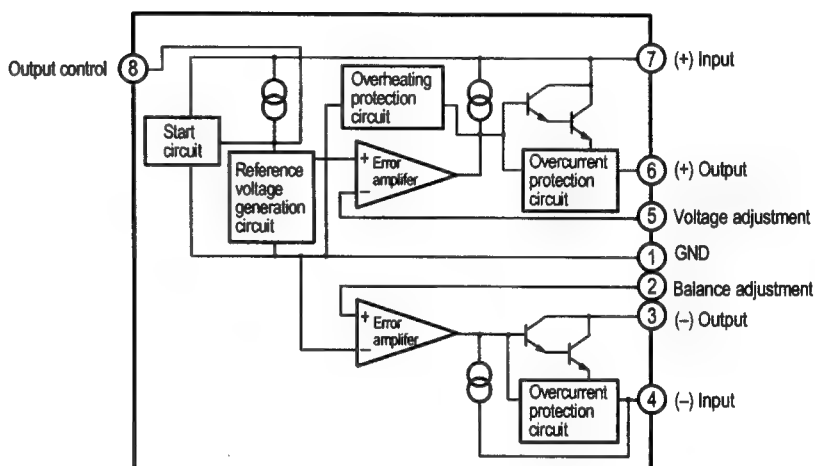 Output control
8
7
(+) Input
Start
circuit
Overheating
protection
circuit
Reference
voltage
generation
circuit
+
Error
amplifer
−
Overcurrent
protection
circuit
6
(+) Output
5
Voltage adjustment
1
GND
2
Balance adjustment
+
Error
amplifer
−
3
(−) Output
Overcurrent
protection
circuit
4
(−) Input